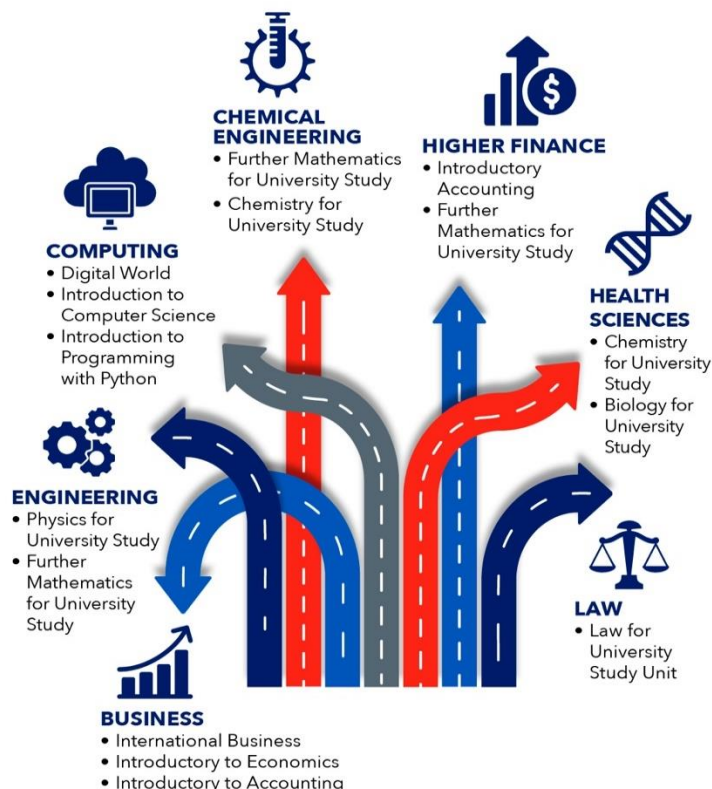 CHEMICAL
ENGINEERING
• Further Mathematics
for University Study
• Chemistry for
University Study
$
HIGHER FINANCE
• Introductory
Accounting
• Further
Mathematics for
University Study
COMPUTING
• Digital World
• Introduction to
Computer Science
• Introduction to
Programming
with Python
HEALTH
SCIENCES
• Chemistry
for University
Study
• Biology for
University
Study
ENGINEERING
• Physics for
University Study
• Further
Mathematics
for University
Study
LAW
• Law for
University
Study Unit
BUSINESS
• International Business
• Introductory to Economics
• Introductory to Accounting